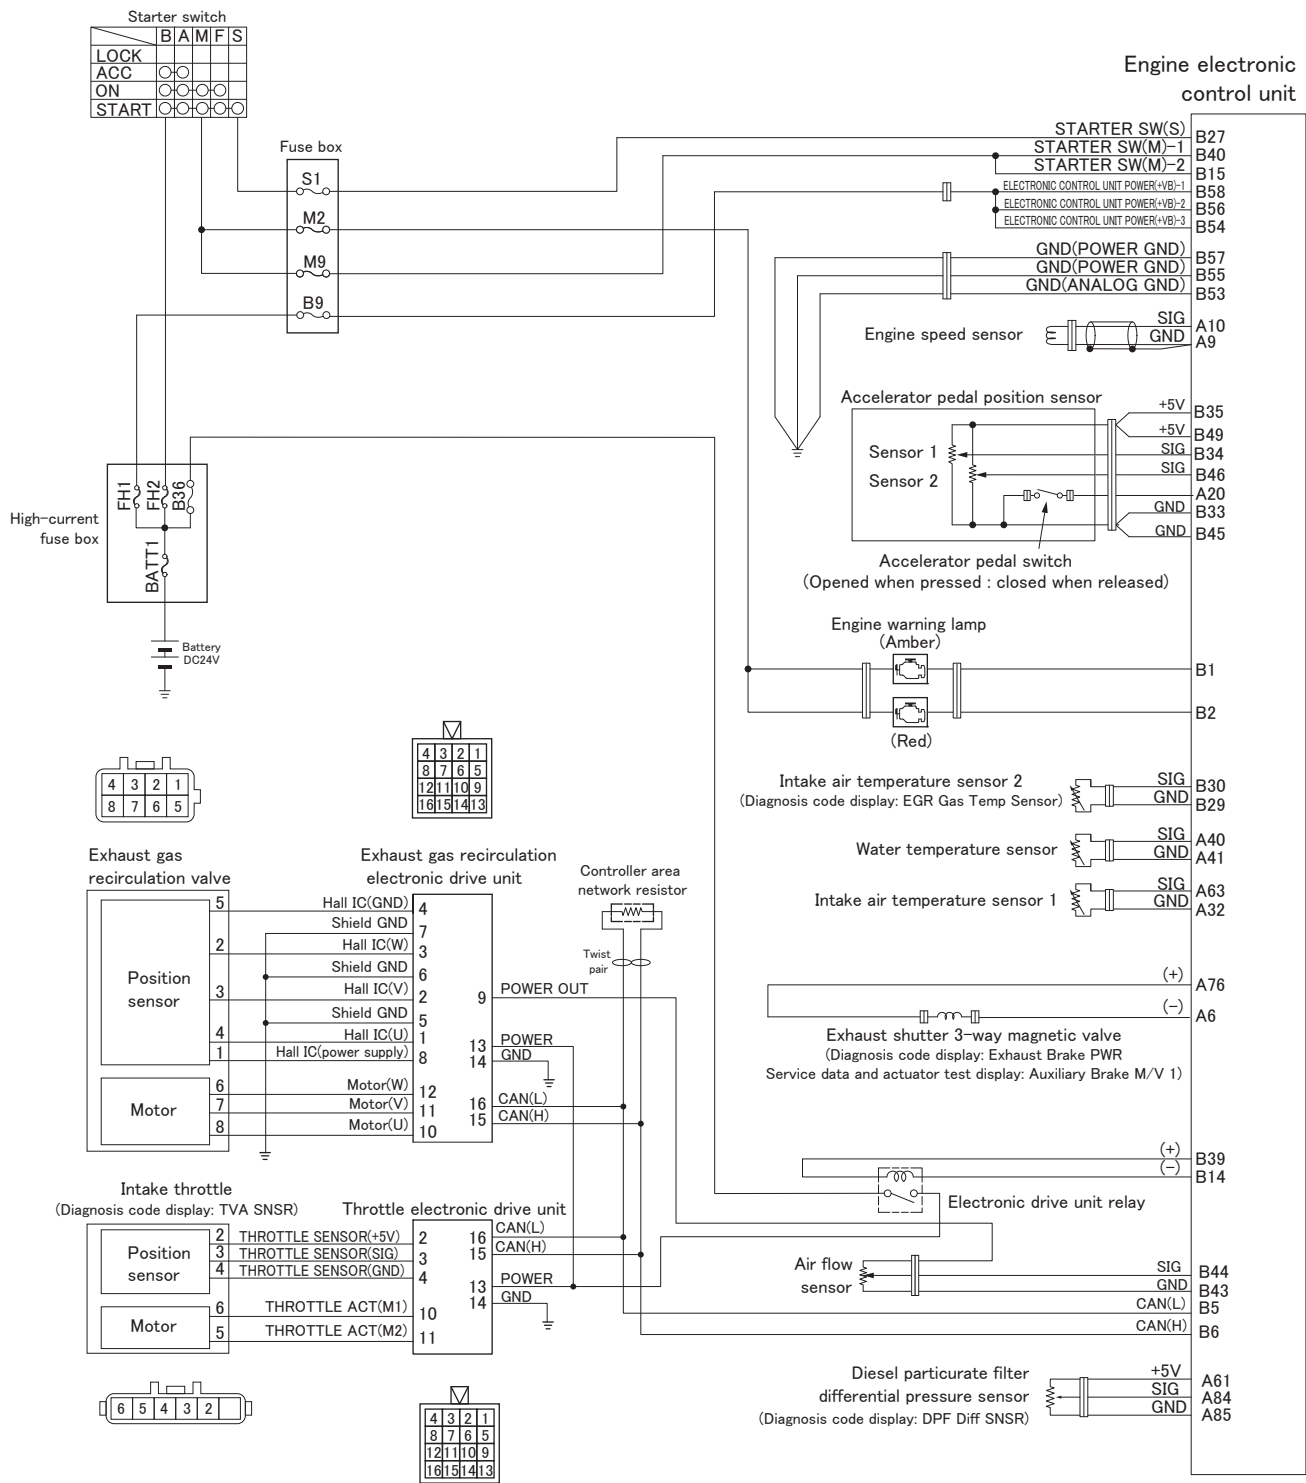 Starter switch
B A M F S
LOCK
ACC
ON
START
Engine electronic
control unit
Fuse box
S1
M2
M9
B9
STARTER SW(S) B27
STARTER SW(M)-1 B40
STARTER SW(M)-2 B15
ELECTRONIC CONTROL UNIT POWER(+VB)-1 B58
ELECTRONIC CONTROL UNIT POWER(+VB)-2 B56
ELECTRONIC CONTROL UNIT POWER(+VB)-3 B54
GND(POWER GND) B57
GND(POWER GND) B55
GND(ANALOG GND) B53
Engine speed sensor
SIG A10
GND A9
Accelerator pedal position sensor
Sensor 1
Sensor 2
+5V B35
+5V B49
SIG B34
SIG B46
A20
GND B33
GND B45
Accelerator pedal switch
(Opened when pressed : closed when released)
High-current
fuse box
FH1
FH2
B36
BATT1
Battery
DC24V
Engine warning lamp
(Amber)
B1
B2
(Red)
Intake air temperature sensor 2
(Diagnosis code display: EGR Gas Temp Sensor)
SIG B30
GND B29
Water temperature sensor
SIG A40
GND A41
Intake air temperature sensor 1
SIG A63
GND A32
(+) A76
(-) A6
Exhaust shutter 3-way magnetic valve
(Diagnosis code display: Exhaust Brake PWR
Service data and actuator test display: Auxiliary Brake M/V 1)
(+) B39
(-) B14
Electronic drive unit relay
Air flow
sensor
SIG B44
GND B43
CAN(L) B5
CAN(H) B6
Diesel particurate filter
differential pressure sensor
(Diagnosis code display: DPF Diff SNSR)
+5V A61
SIG A84
GND A85
4 3 2 1
8 7 6 5
4 3 2 1
8 7 6 5
12 11 10 9
16 15 14 13
Exhaust gas
recirculation valve
Exhaust gas recirculation
electronic drive unit
Controller area
network resistor
Twist
pair
Position
sensor
Motor
5 Hall IC(GND) 4
Shield GND 7
2 Hall IC(W) 3
Shield GND 6
3 Hall IC(V) 2
Shield GND 5
4 Hall IC(U) 1
1 Hall IC(power supply) 8
6 Motor(W) 12
7 Motor(V) 11
8 Motor(U) 10
9 POWER OUT
13 POWER
14 GND
16 CAN(L)
15 CAN(H)
Intake throttle
(Diagnosis code display: TVA SNSR)
Throttle electronic drive unit
Position
sensor
Motor
2 THROTTLE SENSOR(+5V) 2
3 THROTTLE SENSOR(SIG) 3
4 THROTTLE SENSOR(GND) 4
6 THROTTLE ACT(M1) 10
5 THROTTLE ACT(M2) 11
16 CAN(L)
15 CAN(H)
13 POWER
14 GND
6 5 4 3 2
4 3 2 1
8 7 6 5
12 11 10 9
16 15 14 13